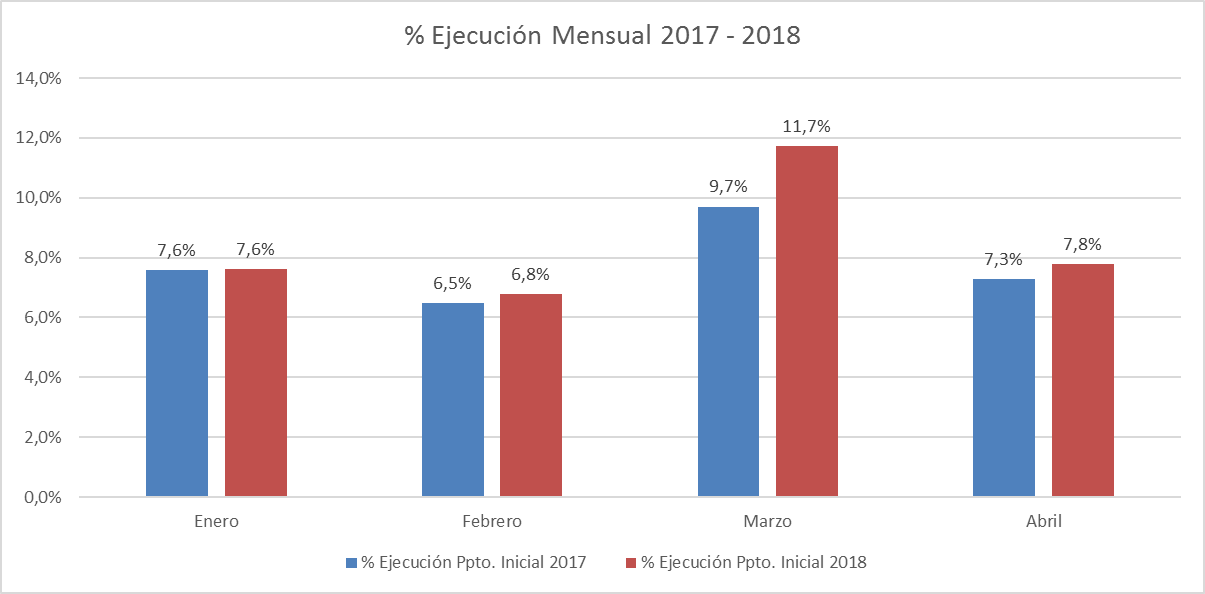 % Ejecución Mensual 2017 - 2018
14,0%
12,0%
10,0%
8,0%
6,0%
4,0%
2,0%
0,0%
7,6%
7,6%
6,5%
6,8%
9,7%
11,7%
7,3%
7,8%
Enero
Febrero
Marzo
Abril
% Ejecución Ppto. Inicial 2017
% Ejecución Ppto. Inicial 2018